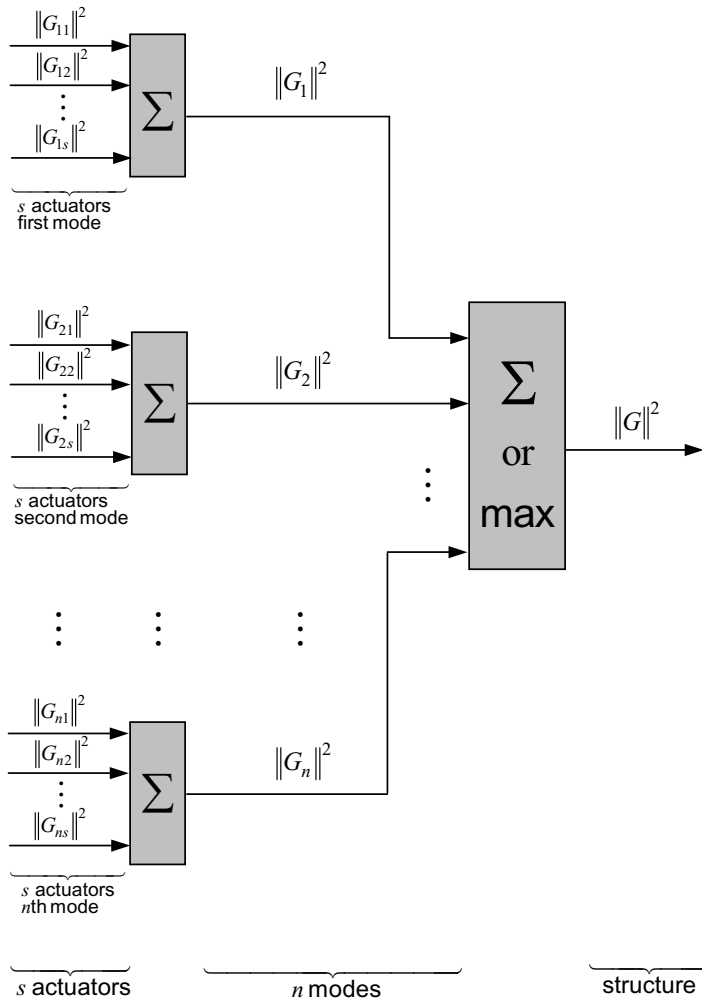 ‖G₁₁‖²
‖G₁₂‖²
⋮
‖G₁ₛ‖²
Σ
s actuators
first mode
‖G₁‖²
‖G₂₁‖²
‖G₂₂‖²
⋮
‖G₂ₛ‖²
Σ
s actuators
second mode
‖G₂‖²
⋮
Σ
or
max
‖G‖²
⋮ ⋮ ⋮
‖Gₙ₁‖²
‖Gₙ₂‖²
⋮
‖Gₙₛ‖²
Σ
s actuators
nth mode
‖Gₙ‖²
s actuators
n modes
structure